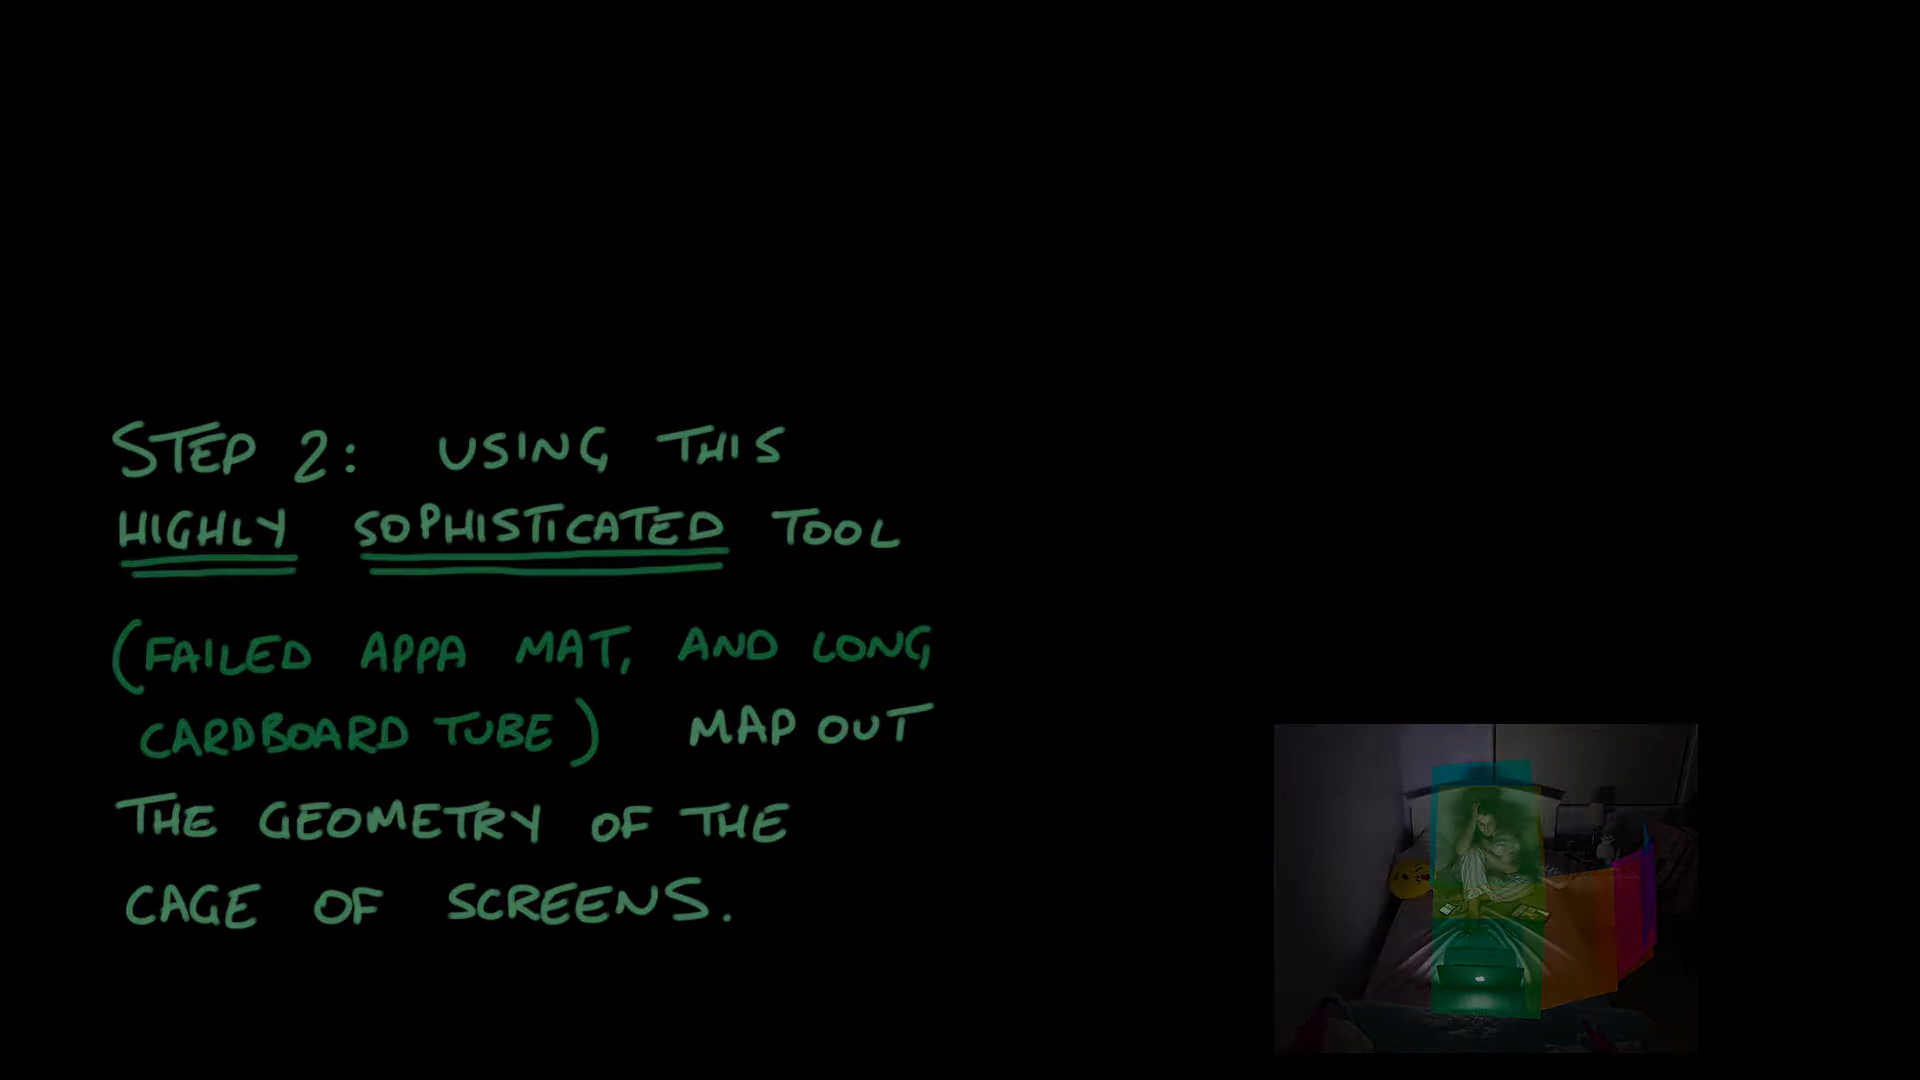 STEP 2: USING THIS
HIGHLY SOPHISTICATED TOOL
(FAILED APPA MAT, AND LONG
CARDBOARD TUBE) MAP OUT
THE GEOMETRY OF THE
CAGE OF SCREENS.